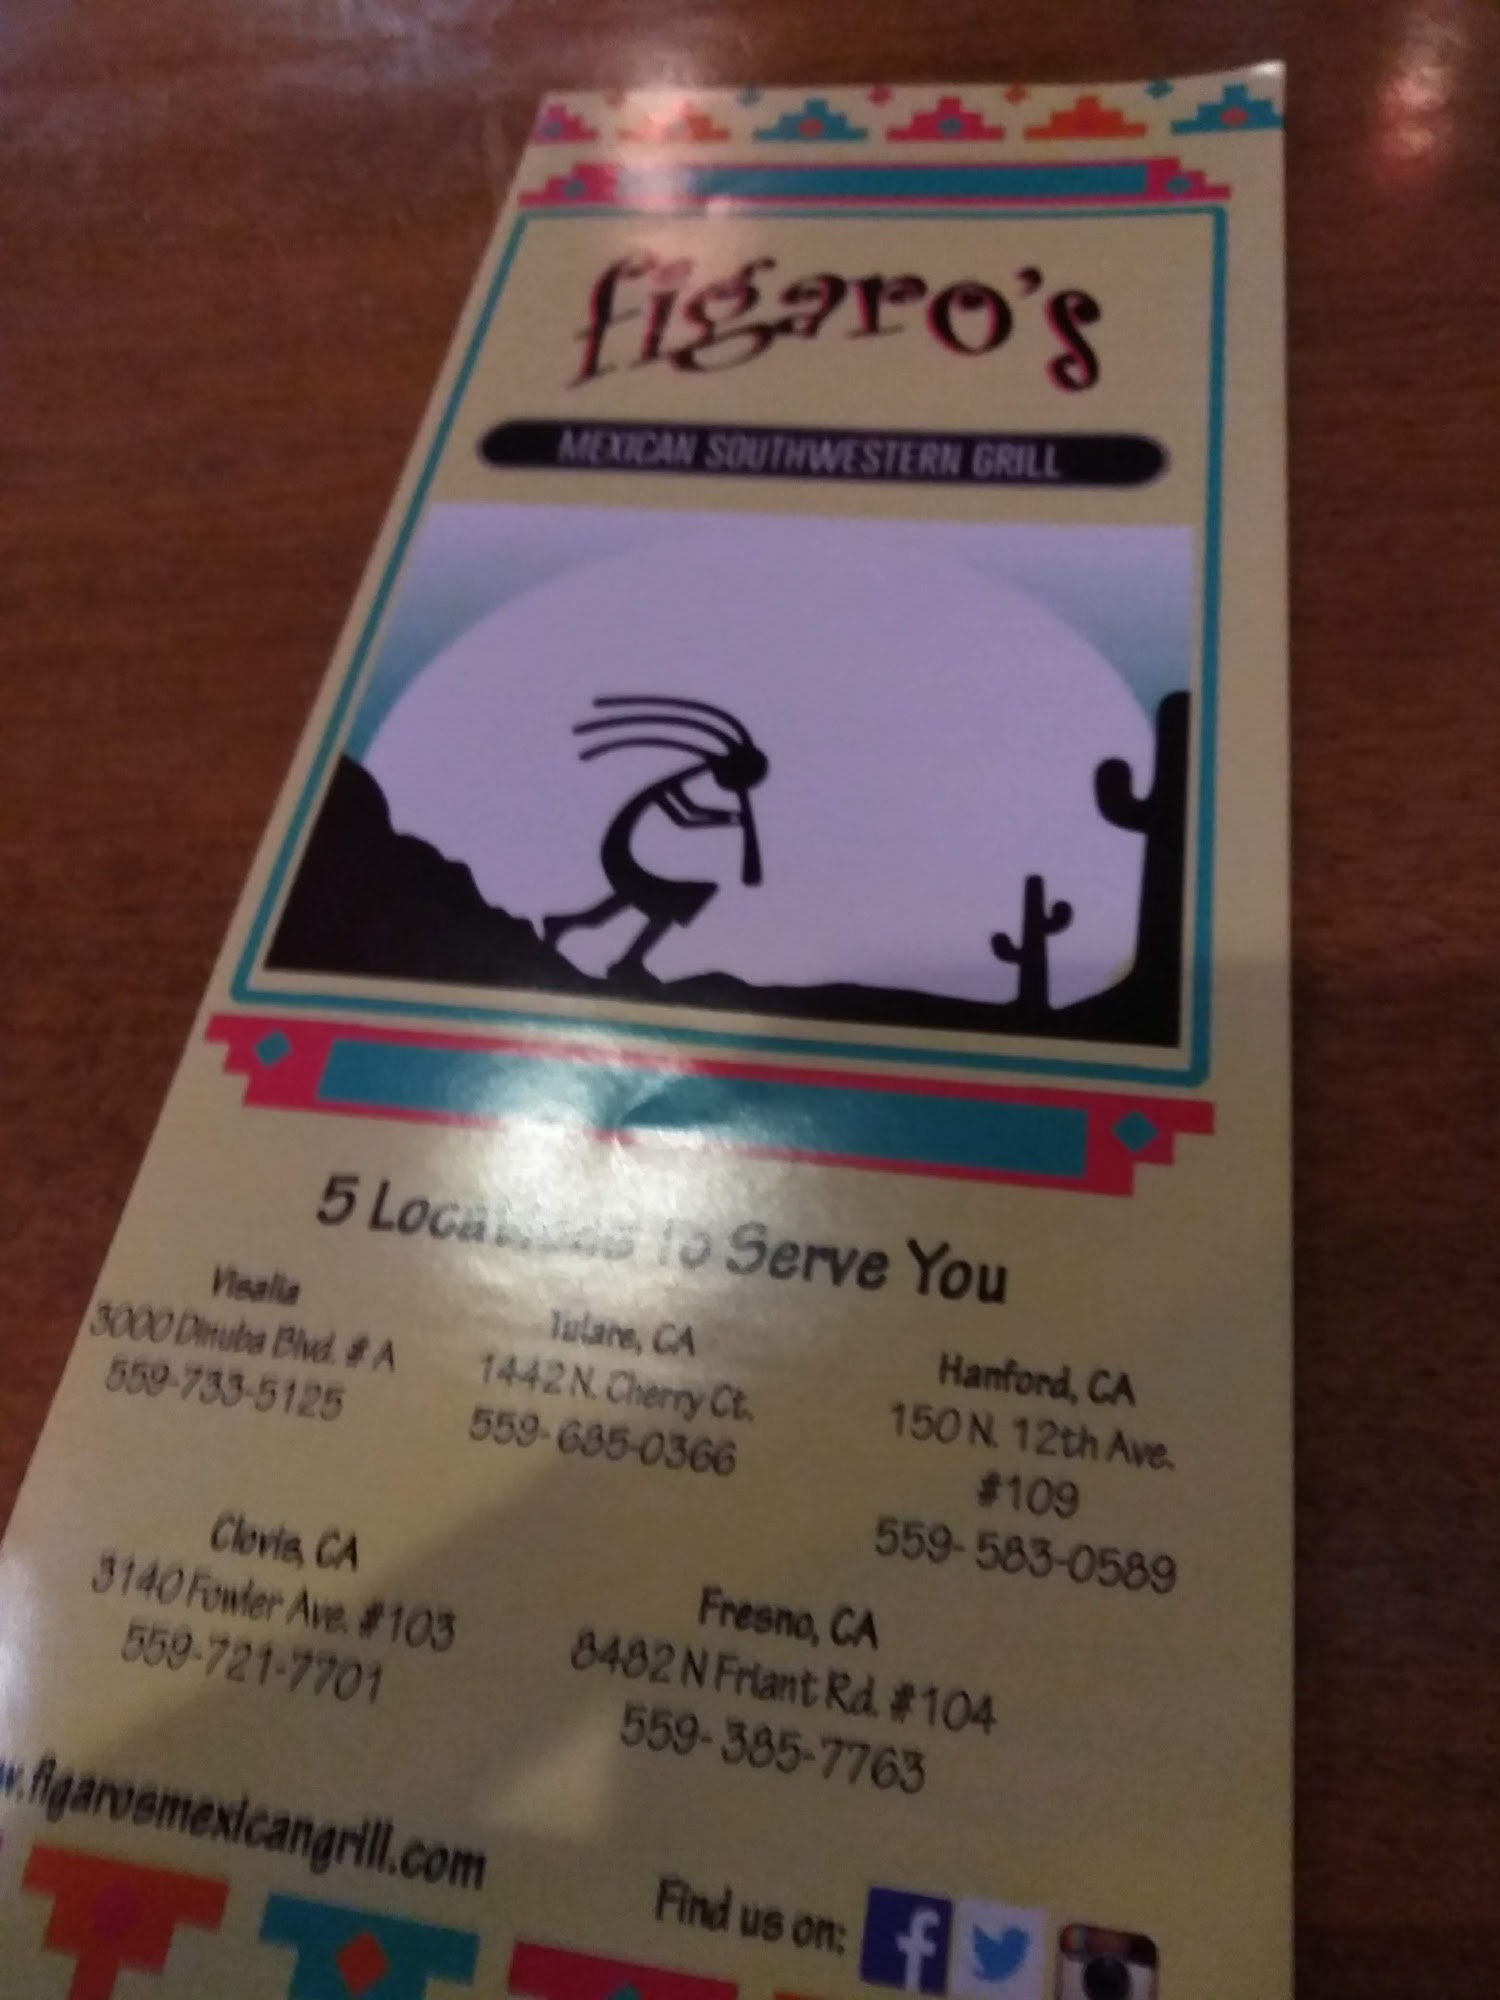 figaro's
MEXICAN SOUTHWESTERN GRILL
5 Locations To Serve You
Visalia
3000 Dinuba Blvd. # A
559-733-5125
Tulare, CA
1442 N. Cherry Ct.
559-685-0366
Hanford, CA
150 N. 12th Ave.
#109
559-583-0589
Clovis, CA
3140 Fowler Ave. #103
559-721-7701
Fresno, CA
8482 N Friant Rd. #104
559-385-7763
w.figarosmexicangrill.com
Find us on: